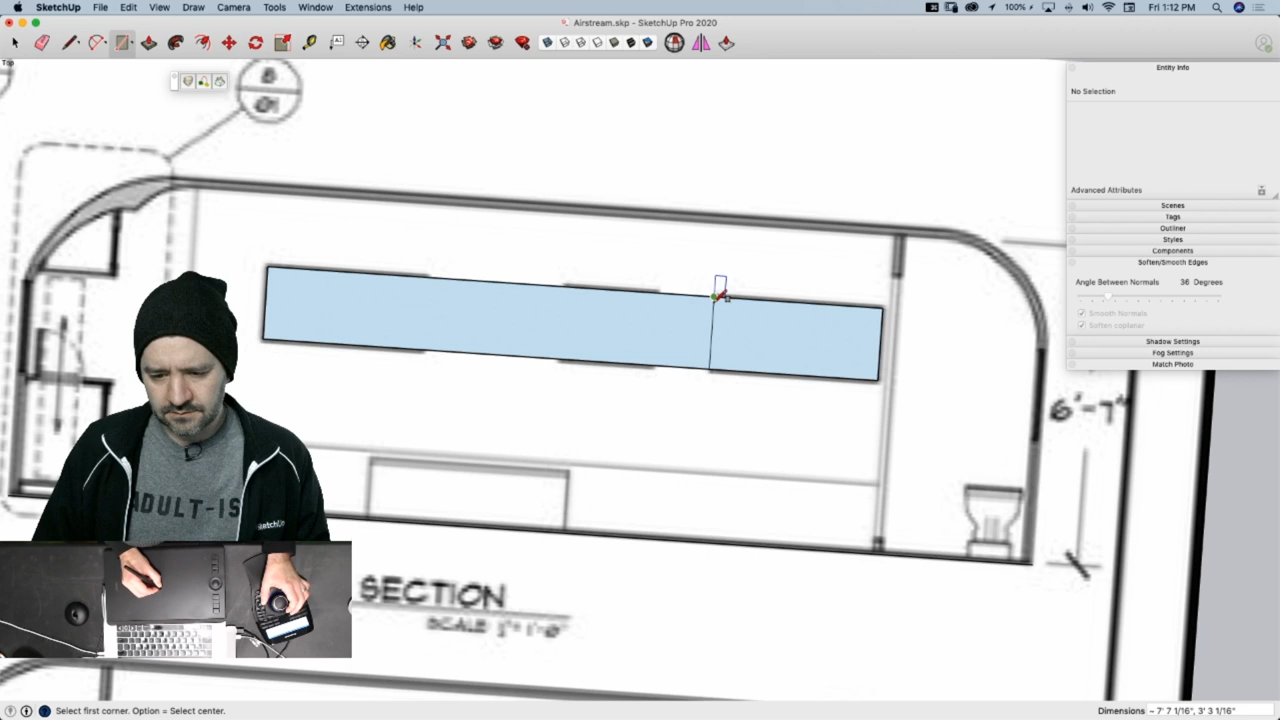 SketchUp File Edit View Draw Camera Tools Window Extensions Help
100% Fri 1:12 PM
Airstream.skp - SketchUp Pro 2020
Top
Entity Info
No Selection
Advanced Attributes
Scenes
Tags
Outliner
Styles
Components
Soften/Smooth Edges
Angle Between Normals 36 Degrees
Smooth Normals
Soften coplanar
Shadow Settings
Fog Settings
Match Photo
6'-7"
ADULT-IS
SketchUp
SECTION
Select first corner. Option = Select center.
Dimensions ~ 7' 7 1/16", 3' 3 1/16"